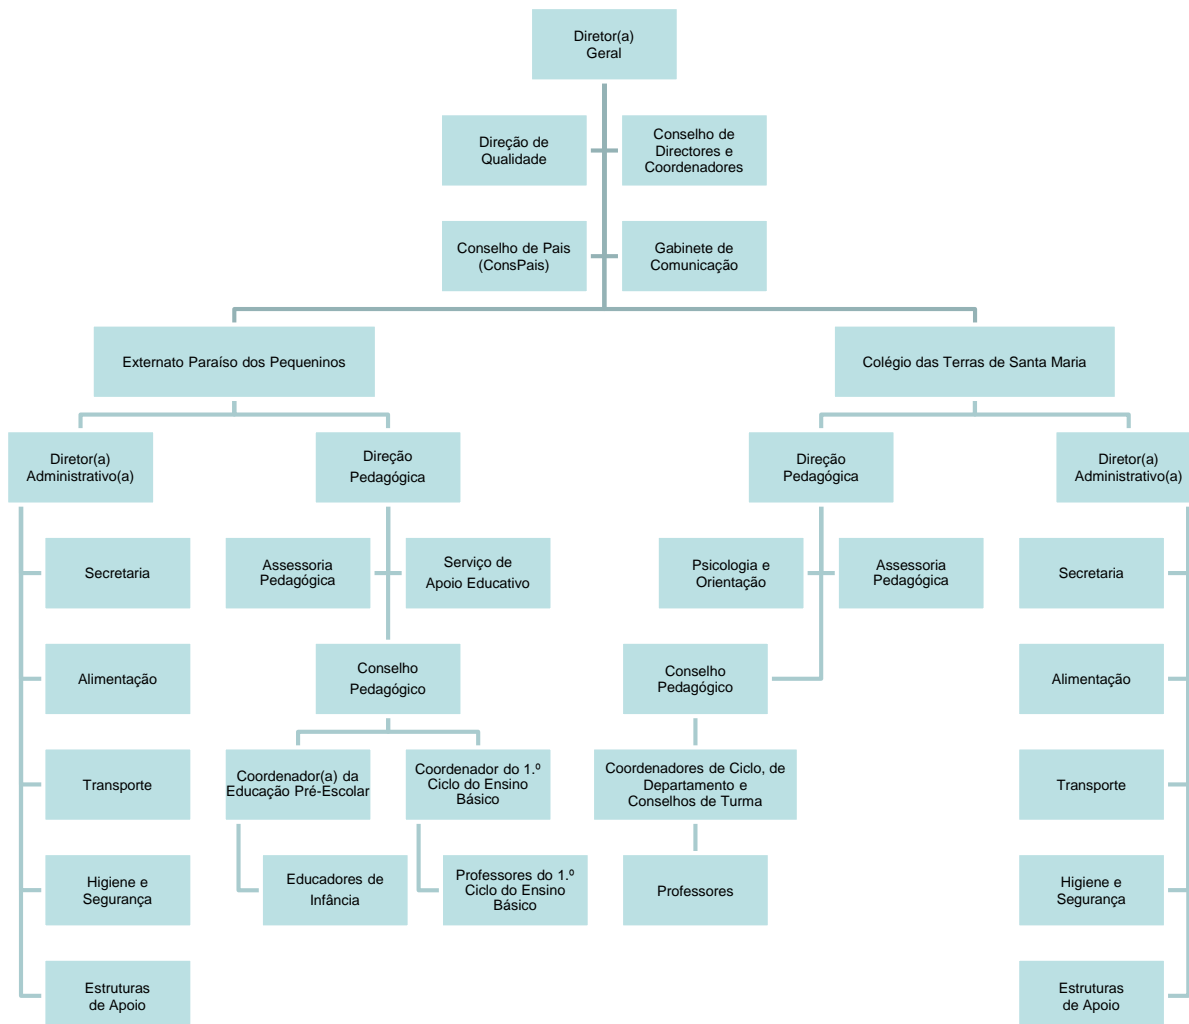 Diretor(a)
Geral
Direção de
Qualidade
Conselho de
Directores e
Coordenadores
Conselho de Pais
(ConsPais)
Gabinete de
Comunicação
Externato Paraíso dos Pequeninos
Colégio das Terras de Santa Maria
Diretor(a)
Administrativo(a)
Direção
Pedagógica
Direção
Pedagógica
Diretor(a)
Administrativo(a)
Secretaria
Assessoria
Pedagógica
Serviço de
Apoio Educativo
Psicologia e
Orientação
Assessoria
Pedagógica
Secretaria
Alimentação
Conselho
Pedagógico
Conselho
Pedagógico
Alimentação
Transporte
Coordenador(a) da
Educação Pré-Escolar
Coordenador do 1.º
Ciclo do Ensino
Básico
Coordenadores de Ciclo, de
Departamento e
Conselhos de Turma
Transporte
Higiene e
Segurança
Educadores de
Infância
Professores do 1.º
Ciclo do Ensino
Básico
Professores
Higiene e
Segurança
Estruturas
de Apoio
Estruturas
de Apoio